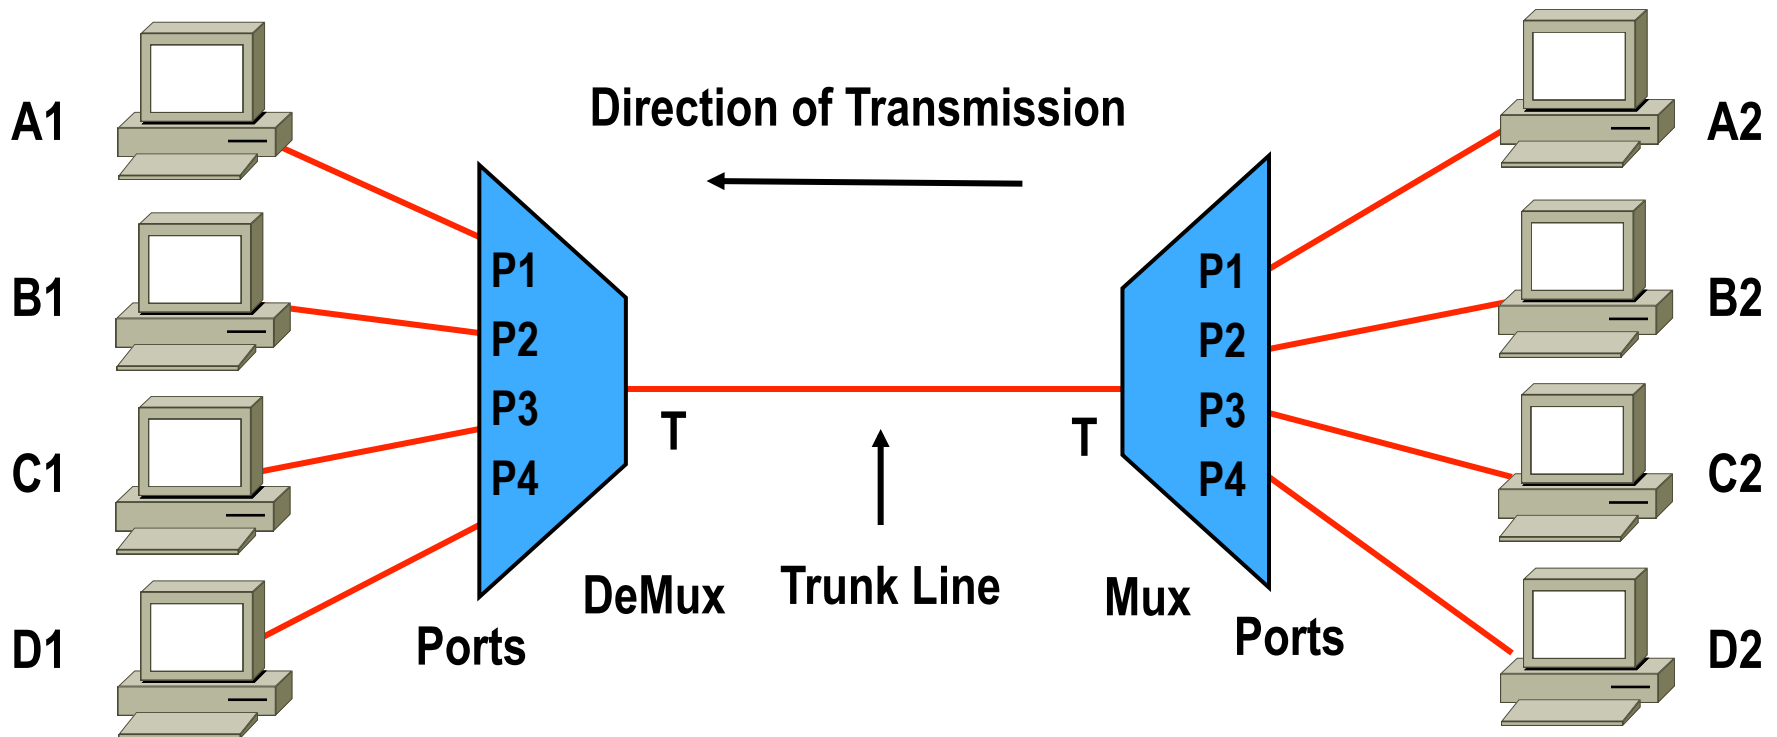 A1
Direction of Transmission
A2
P1
P1
B1
B2
P2
P2
P3
P3
T
T
C1
P4
P4
C2
DeMux
Trunk Line
Mux
Ports
Ports
D1
D2